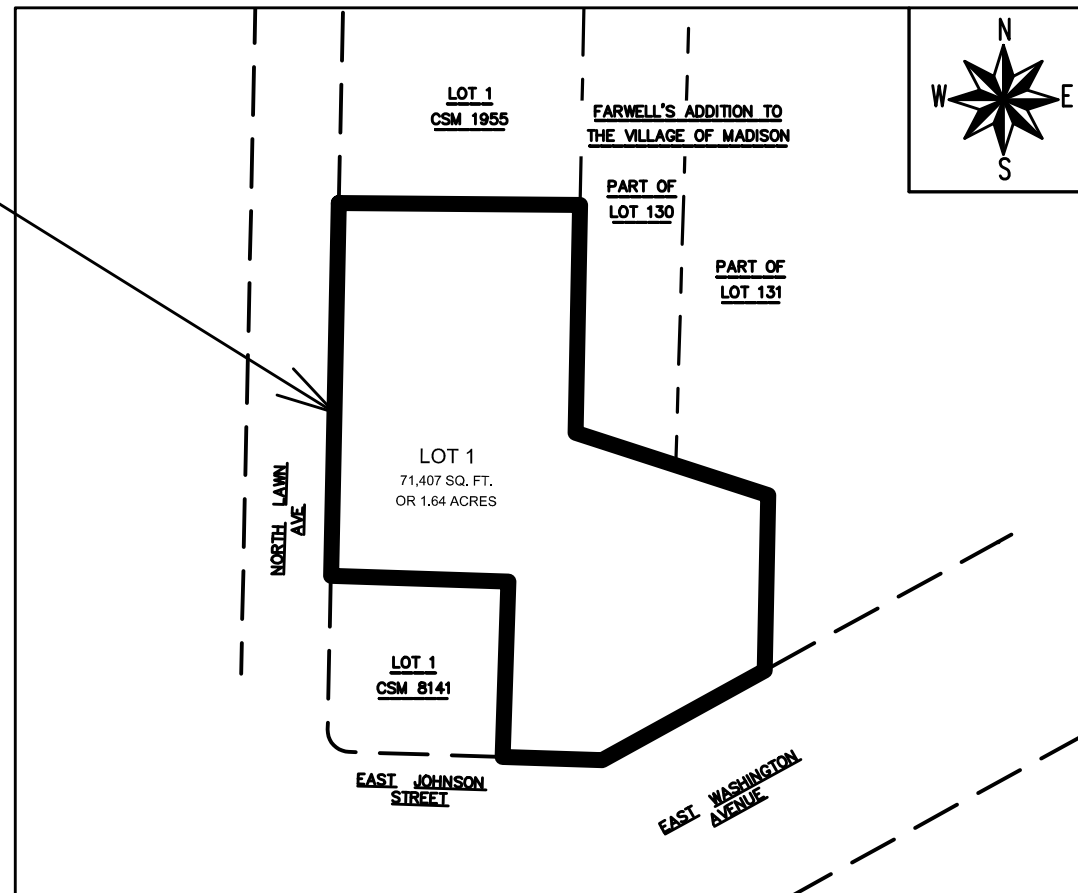 N
W E
S
LOT 1
CSM 1955
FARWELL'S ADDITION TO
THE VILLAGE OF MADISON
PART OF
LOT 130
PART OF
LOT 131
LOT 1
71,407 SQ. FT.
OR 1.64 ACRES
NORTH LAWN
AVE
LOT 1
CSM 8141
EAST JOHNSON
STREET
EAST WASHINGTON
AVENUE